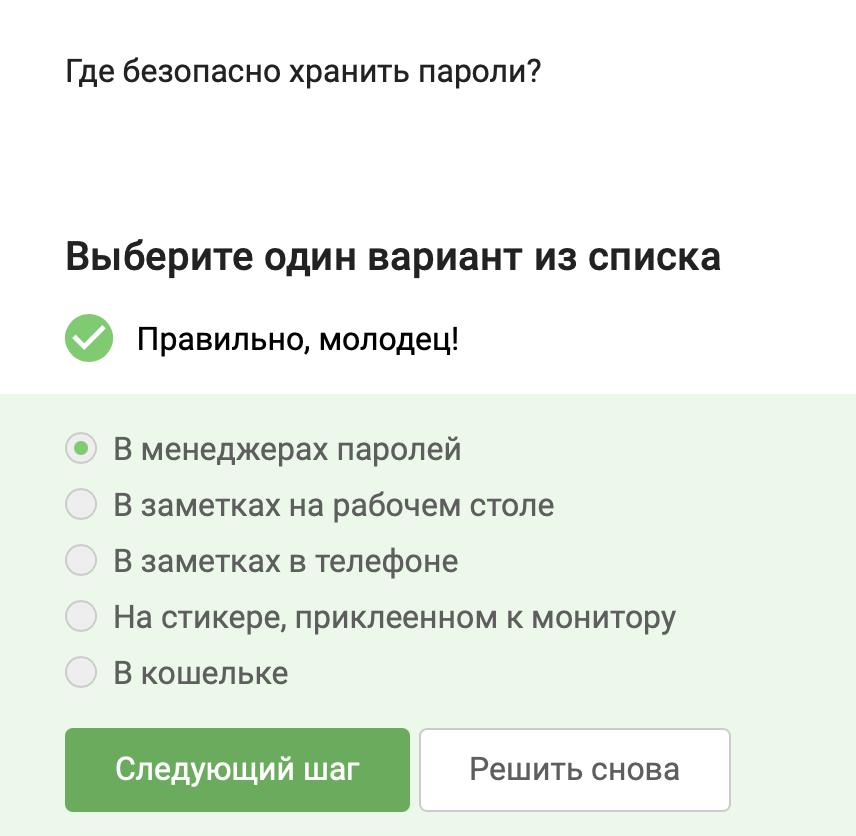 Где безопасно хранить пароли?
Выберите один вариант из списка
Правильно, молодец!
В менеджерах паролей
В заметках на рабочем столе
В заметках в телефоне
На стикере, приклеенном к монитору
В кошельке
Следующий шаг
Решить снова